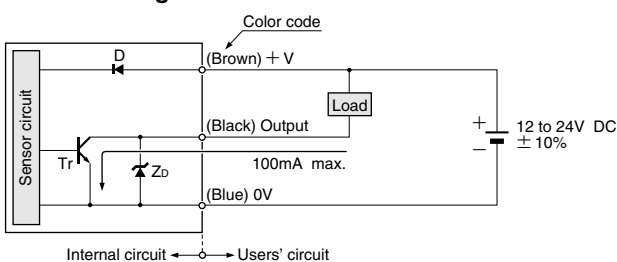 Color code
D
(Brown) + V
Sensor circuit
Load
(Black) Output
+
12 to 24V DC
± 10%
−
Tr
ZD
100mA max.
(Blue) 0V
Internal circuit
Users' circuit